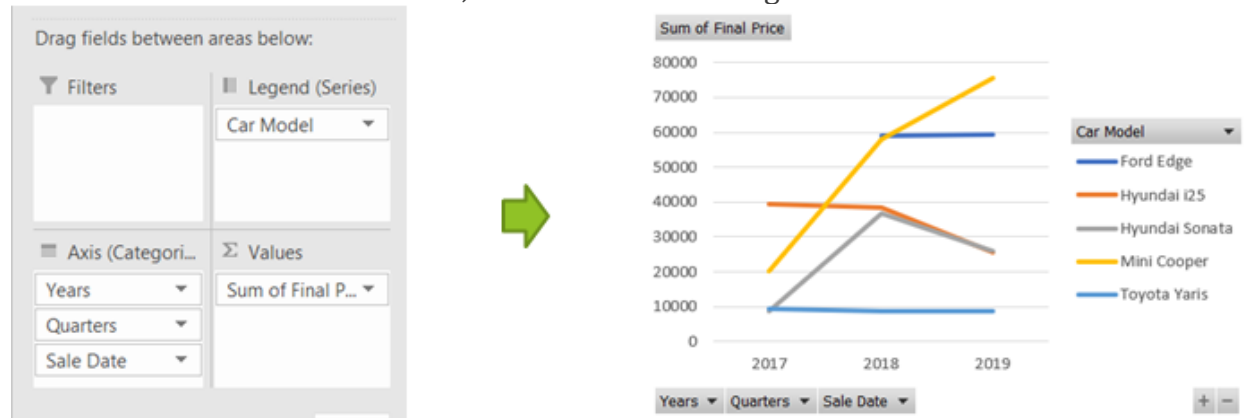 Drag fields between areas below:
Filters
Legend (Series)
Car Model
Axis (Categori...
Σ Values
Years
Sum of Final P...
Quarters
Sale Date
Sum of Final Price
80000
70000
60000
50000
40000
30000
20000
10000
0
2017 2018 2019
Car Model
Ford Edge
Hyundai i25
Hyundai Sonata
Mini Cooper
Toyota Yaris
Years Quarters Sale Date
+ −